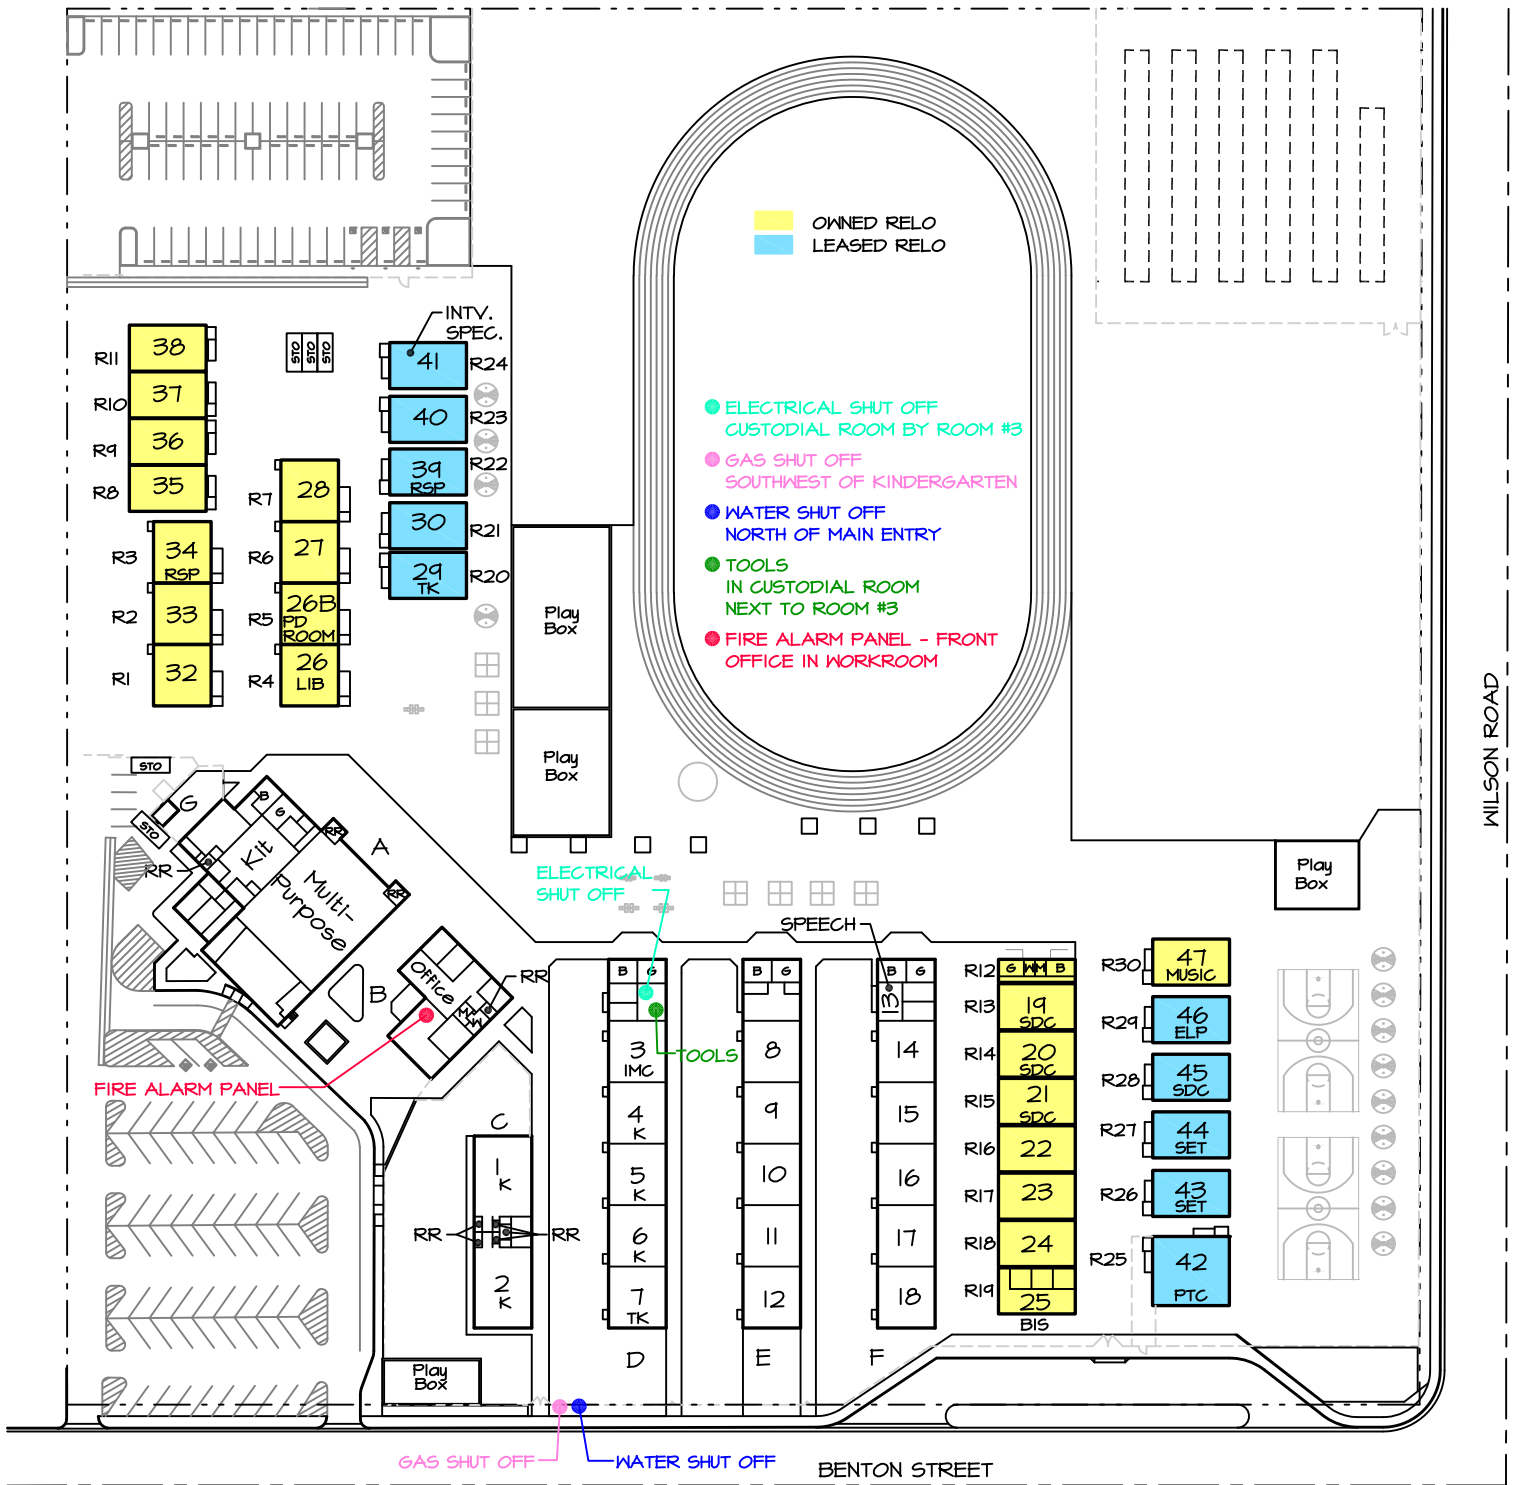 OWNED RELO
LEASED RELO
INTV.
SPEC.
R11
38
R10
37
R9
36
R8
35
STO
STO
STO
41
R24
40
R23
39
RSP
R22
30
R21
29
TK
R20
R7
28
R6
27
R5
26B
PD
ROOM
R4
26
LIB
R3
34
RSP
R2
33
R1
32
ELECTRICAL SHUT OFF
CUSTODIAL ROOM BY ROOM #3
GAS SHUT OFF
SOUTHWEST OF KINDERGARTEN
WATER SHUT OFF
NORTH OF MAIN ENTRY
TOOLS
IN CUSTODIAL ROOM
NEXT TO ROOM #3
FIRE ALARM PANEL - FRONT
OFFICE IN WORKROOM
Play
Box
Play
Box
WILSON ROAD
STO
G
STO
B
G
RR
A
RR
Kit
RR
Multi-
Purpose
Office
B
RR
M
W
FIRE ALARM PANEL
ELECTRICAL
SHUT OFF
SPEECH
TOOLS
Play
Box
C
1
K
RR
RR
2
K
Play
Box
B
G
3
IMC
4
K
5
K
6
K
7
TK
D
B
G
8
9
10
11
12
E
B
G
13
14
15
16
17
18
F
R12
G
W
M
B
R13
19
SDC
R14
20
SDC
R15
21
SDC
R16
22
R17
23
R18
24
R19
25
BIS
R30
47
MUSIC
R29
46
ELP
R28
45
SDC
R27
44
SET
R26
43
SET
R25
42
PTC
GAS SHUT OFF
WATER SHUT OFF
BENTON STREET